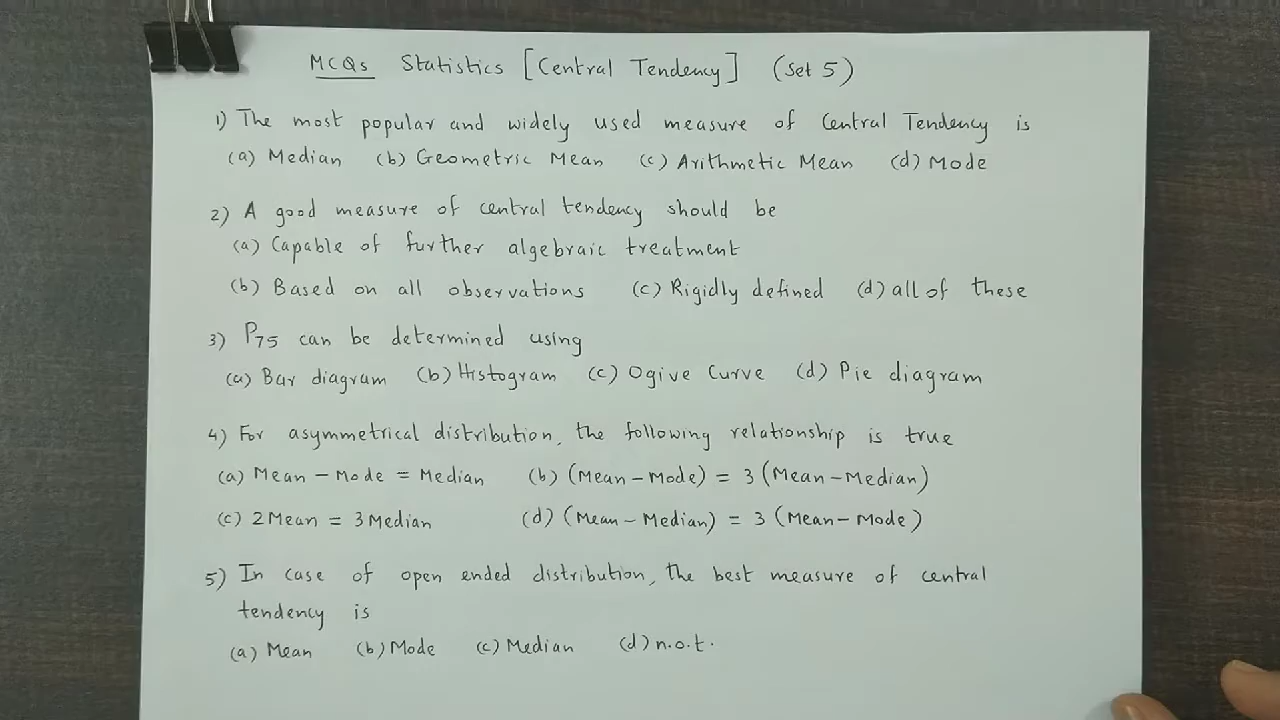 MCQs Statistics [Central Tendency] (Set 5)
1) The most popular and widely used measure of Central Tendency is
(a) Median (b) Geometric Mean (c) Arithmetic Mean (d) Mode
2) A good measure of central tendency should be
(a) Capable of further algebraic treatment
(b) Based on all observations (c) Rigidly defined (d) all of these
3) P75 can be determined using
(a) Bar diagram (b) Histogram (c) Ogive Curve (d) Pie diagram
4) For asymmetrical distribution, the following relationship is true
(a) Mean - Mode = Median (b) (Mean - Mode) = 3 (Mean - Median)
(c) 2 Mean = 3 Median (d) (Mean - Median) = 3 (Mean - Mode)
5) In case of open ended distribution, the best measure of central
tendency is
(a) Mean (b) Mode (c) Median (d) n.o.t.